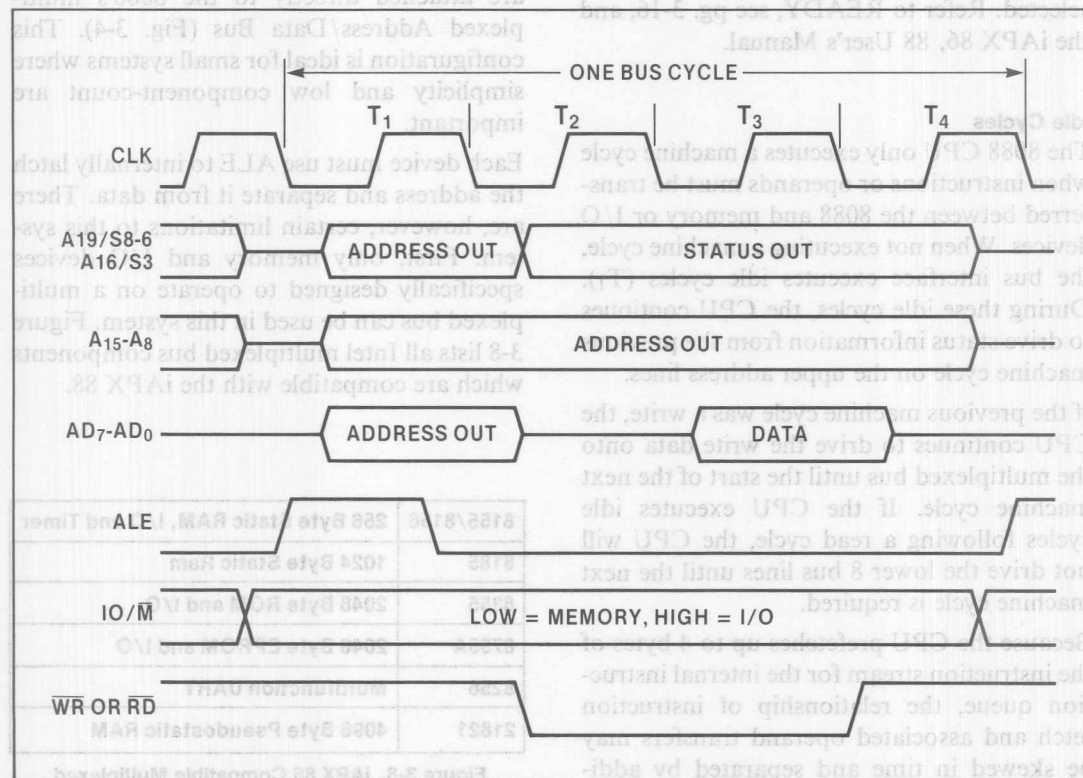 ONE BUS CYCLE
T1 T2 T3 T4
CLK
A19/S8-6
A16/S3
ADDRESS OUT
STATUS OUT
A15-A8
ADDRESS OUT
AD7-AD0
ADDRESS OUT
DATA
ALE
IO/M̅
LOW = MEMORY, HIGH = I/O
W̅R̅ OR R̅D̅
selected. Refer to READY, see pg. 3-16, and
the iAPX 86, 88 User's Manual.
Idle Cycles
The 8088 CPU only executes a machine cycle
when instructions or operands must be trans-
ferred between the 8088 and memory or I/O
devices. When not executing a machine cycle,
the bus interface executes idle cycles (TI).
During these idle cycles, the CPU continues
to drive status information from the previous
machine cycle on the upper address lines.
If the previous machine cycle was a write, the
CPU continues to drive the write data onto
the multiplexed bus until the start of the next
machine cycle. If the CPU executes idle
cycles following a read cycle, the CPU will
not drive the lower 8 bus lines until the next
machine cycle is required.
Because the CPU prefetches up to 4 bytes of
the instruction stream for the internal instruc-
tion queue, the relationship of instruction
fetch and associated operand transfers may
be skewed in time and separated by addi-
are attached directly to the 8088's multi-
plexed Address/Data Bus (Fig. 3-4). This
configuration is ideal for small systems where
simplicity and low component-count are
important.
Each device must use ALE to internally latch
the address and separate it from data. There
are, however, certain limitations to this sys-
tem. First, only memory and I/O devices
specifically designed to operate on a multi-
plexed bus can be used in this system. Figure
3-8 lists all Intel multiplexed bus components
which are compatible with the iAPX 88.
8155/8156 256 Byte Static RAM, I/O and Timer
8185 1024 Byte Static Ram
8355 2048 Byte ROM and I/O
8755A 2048 Byte EPROM and I/O
8256 Multifunction UART
21821 4096 Byte Pseudostatic RAM
Figure 3-8. iAPX 88 Compatible Multiplexed